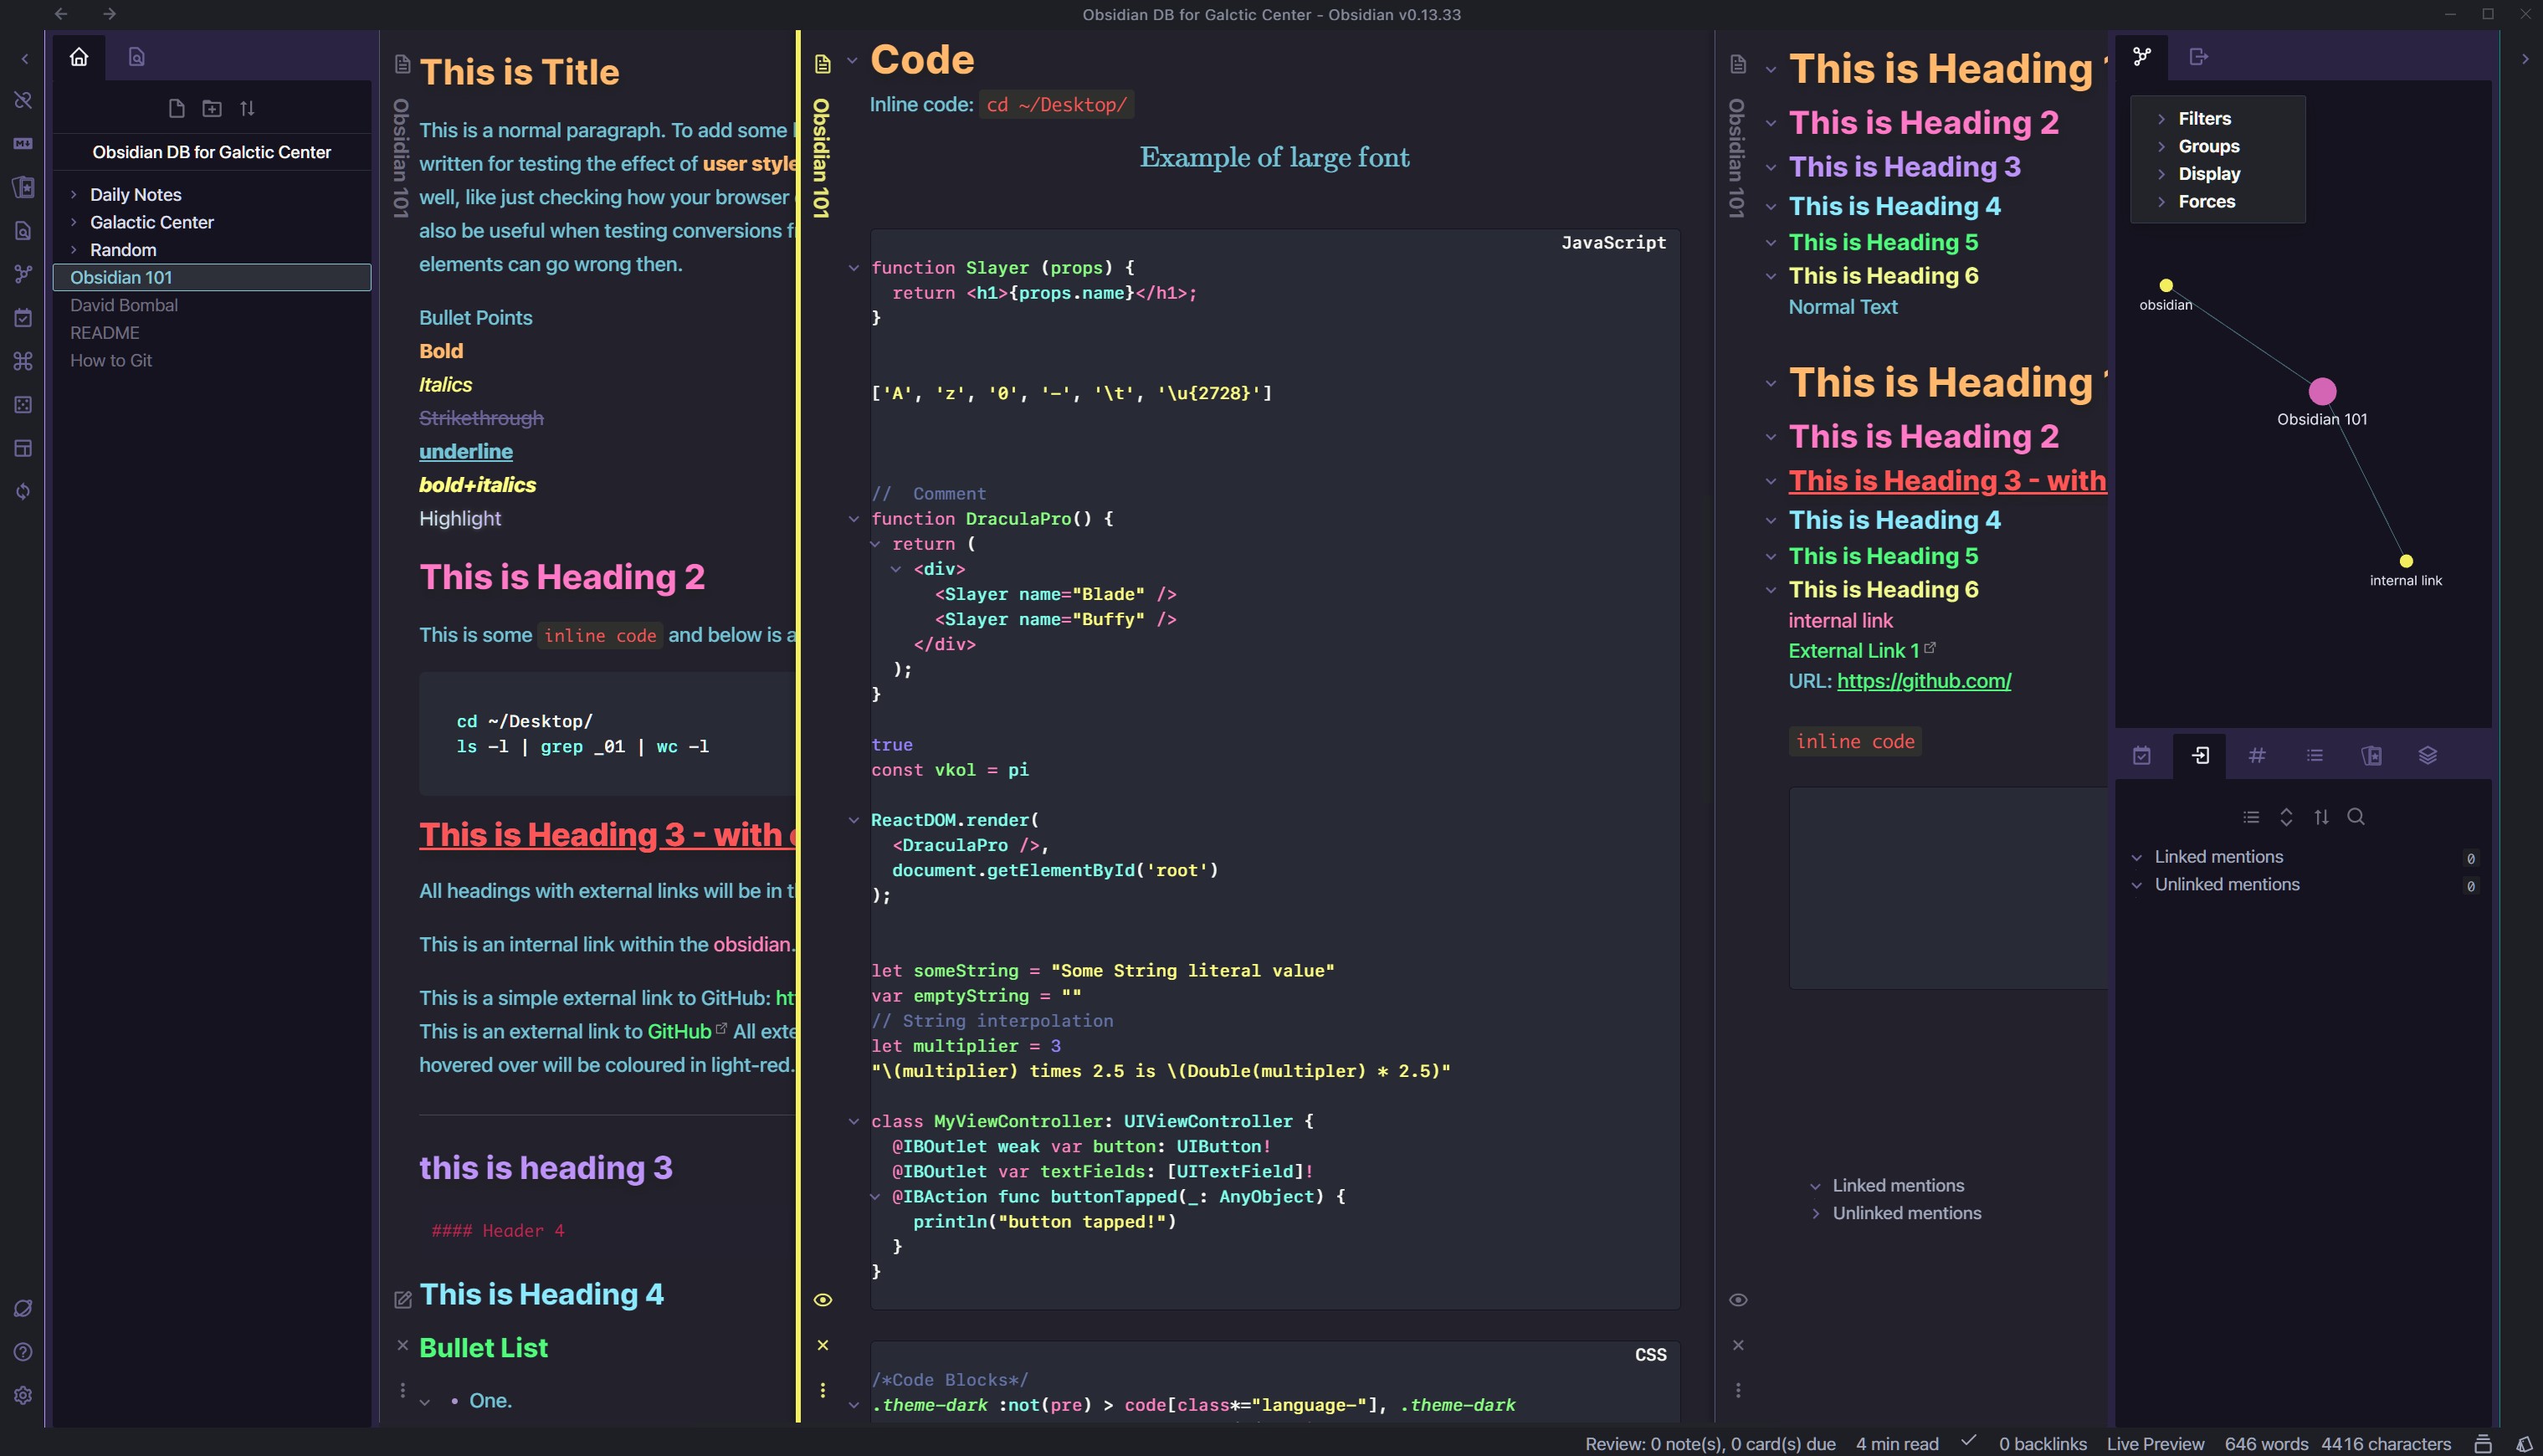 Obsidian DB for Galctic Center - Obsidian v0.13.33
Obsidian DB for Galctic Center
Daily Notes
Galactic Center
Random
Obsidian 101
David Bombal
README
How to Git
Obsidian 101
This is Title
This is a normal paragraph. To add some
written for testing the effect of user style
well, like just checking how your browser
also be useful when testing conversions
elements can go wrong then.
Bullet Points
Bold
Italics
Strikethrough
underline
bold+italics
Highlight
This is Heading 2
This is some inline code and below is a
cd ~/Desktop/
ls -l | grep _01 | wc -l
This is Heading 3 - with
All headings with external links will be in
This is an internal link within the obsidian.
This is a simple external link to GitHub: ht
This is an external link to GitHub All exte
hovered over will be coloured in light-red.
this is heading 3
#### Header 4
This is Heading 4
Bullet List
• One.
Obsidian 101
Code
Inline code: cd ~/Desktop/
Example of large font
JavaScript
function Slayer (props) {
return <h1>{props.name}</h1>;
}
['A', 'z', '0', '-', '\t', '\u{2728}']
// Comment
function DraculaPro() {
return (
<div>
<Slayer name="Blade" />
<Slayer name="Buffy" />
</div>
);
}
true
const vkol = pi
ReactDOM.render(
<DraculaPro />,
document.getElementById('root')
);
let someString = "Some String literal value"
var emptyString = ""
// String interpolation
let multiplier = 3
"\(multiplier) times 2.5 is \(Double(multipler) * 2.5)"
class MyViewController: UIViewController {
@IBOutlet weak var button: UIButton!
@IBOutlet var textFields: [UITextField]!
@IBAction func buttonTapped(_: AnyObject) {
println("button tapped!")
}
}
CSS
/*Code Blocks*/
.theme-dark :not(pre) > code[class*="language-"], .theme-dark
Obsidian 101
This is Heading
This is Heading 2
This is Heading 3
This is Heading 4
This is Heading 5
This is Heading 6
Normal Text
This is Heading
This is Heading 2
This is Heading 3 - with
This is Heading 4
This is Heading 5
This is Heading 6
internal link
External Link 1
URL: https://github.com/
inline code
Linked mentions
Unlinked mentions
Filters
Groups
Display
Forces
obsidian
Obsidian 101
internal link
Linked mentions 0
Unlinked mentions 0
Review: 0 note(s), 0 card(s) due 4 min read 0 backlinks Live Preview 646 words 4416 characters